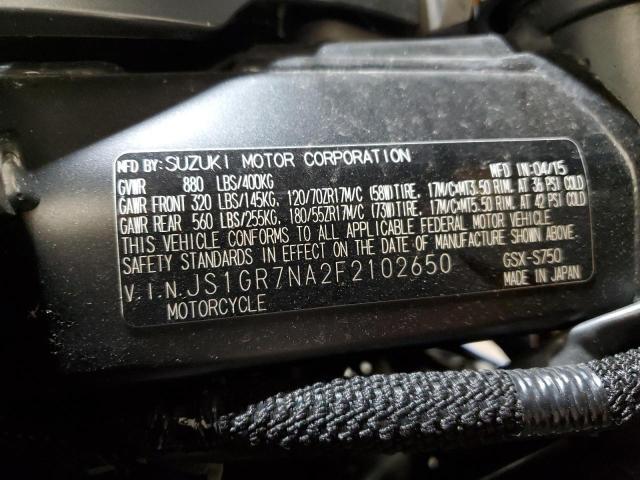 MFD BY: SUZUKI MOTOR CORPORATION MFD IN: 04/15
GVWR 880 LBS/400KG
GAWR FRONT 320 LBS/145KG, 120/70ZR17M/C (58W)TIRE, 17M/C×MT3.50 RIM, AT 36 PSI COLD
GAWR REAR 560 LBS/255KG, 180/55ZR17M/C (73W)TIRE, 17M/C×MT5.50 RIM, AT 42 PSI COLD
THIS VEHICLE CONFORMS TO ALL APPLICABLE FEDERAL MOTOR VEHICLE
SAFETY STANDARDS IN EFFECT ON THE DATE OF MANUFACTURE SHOWN ABOVE.
V.I.N. JS1GR7NA2F2102650 GSX-S750
MOTORCYCLE MADE IN JAPAN